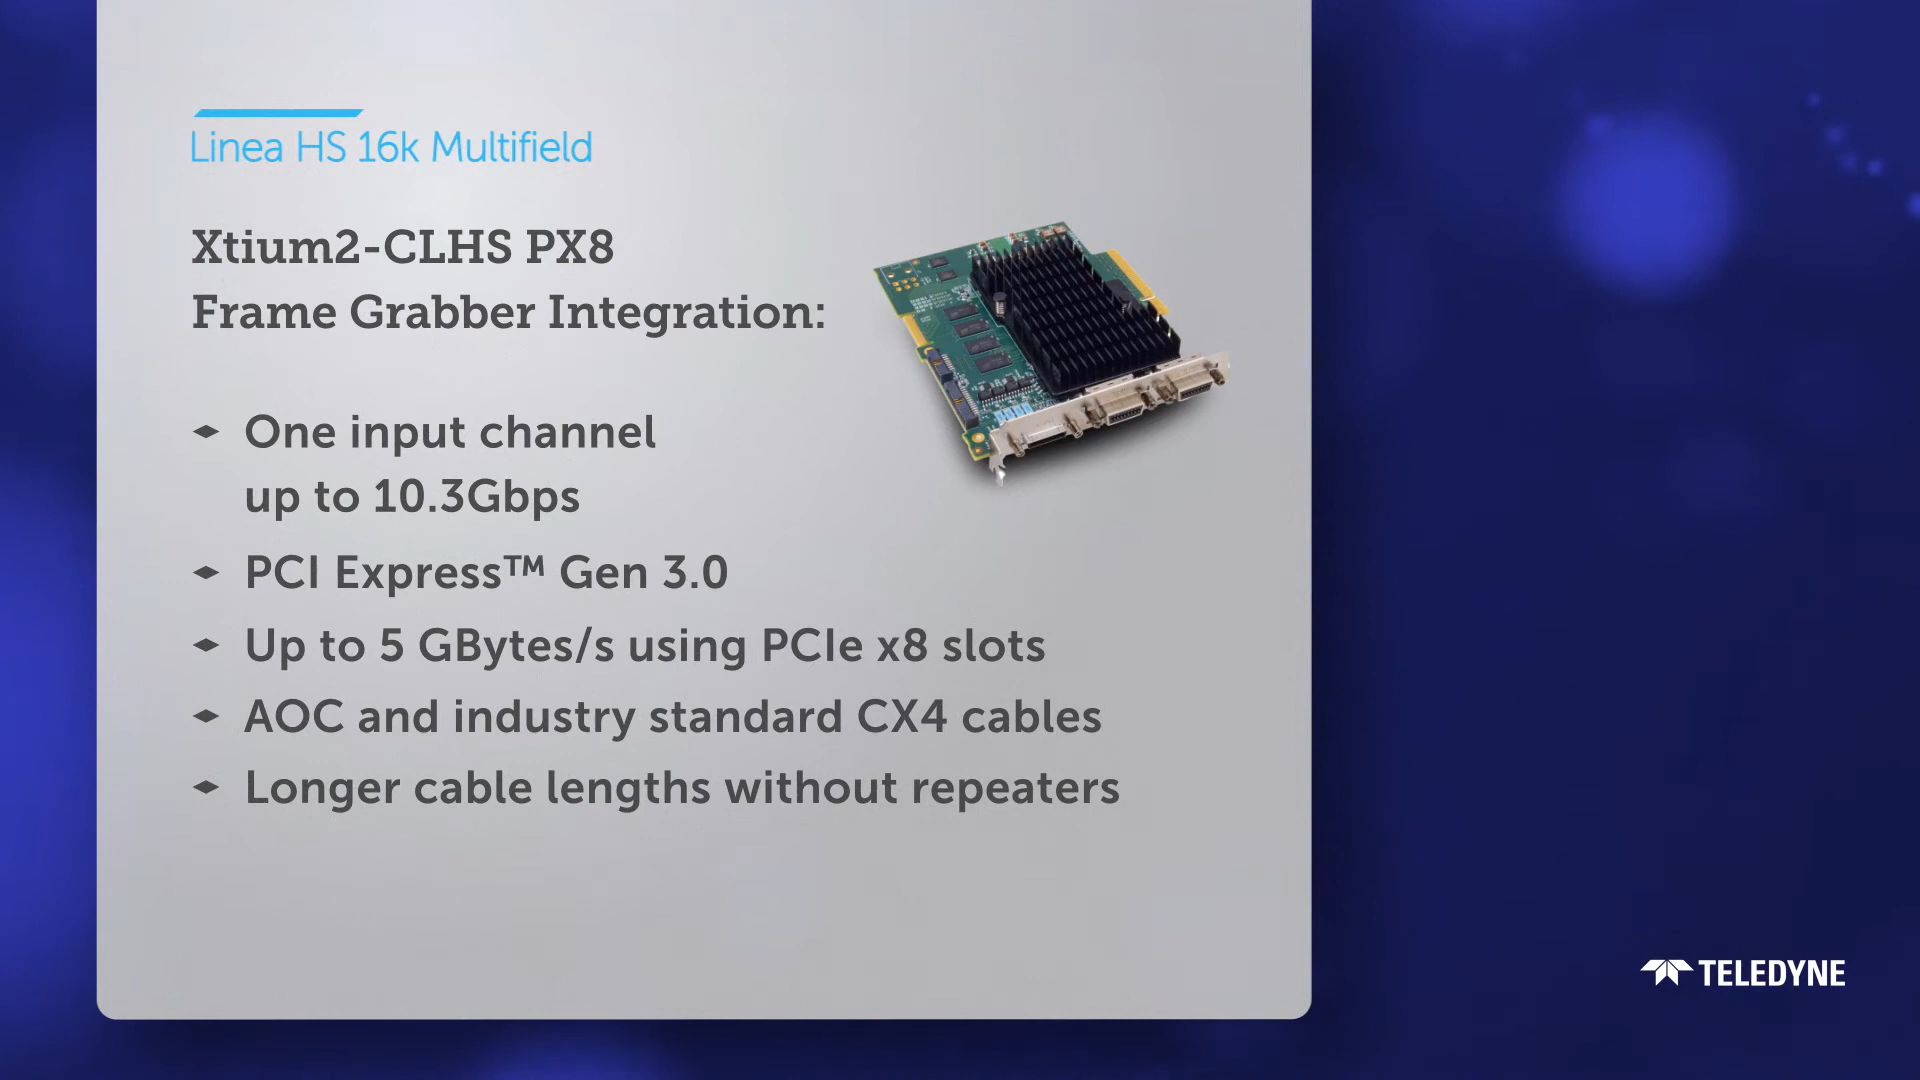 Linea HS 16k Multifield
Xtium2-CLHS PX8
Frame Grabber Integration:
One input channel
up to 10.3Gbps
PCI Express™ Gen 3.0
Up to 5 GBytes/s using PCIe x8 slots
AOC and industry standard CX4 cables
Longer cable lengths without repeaters
TELEDYNE